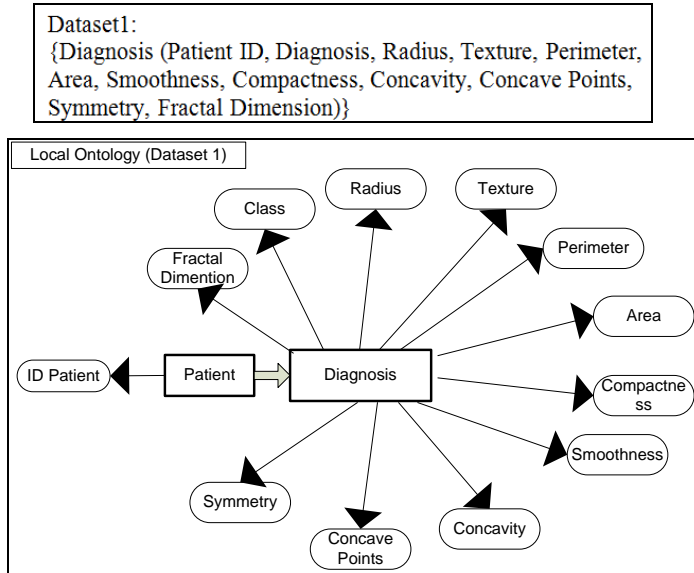 Dataset1:
{Diagnosis (Patient ID, Diagnosis, Radius, Texture, Perimeter,
Area, Smoothness, Compactness, Concavity, Concave Points,
Symmetry, Fractal Dimension)}
Local Ontology (Dataset 1)
Radius
Texture
Class
Perimeter
Fractal
Dimention
Area
ID Patient
Patient
Diagnosis
Compactne
ss
Smoothness
Symmetry
Concavity
Concave
Points